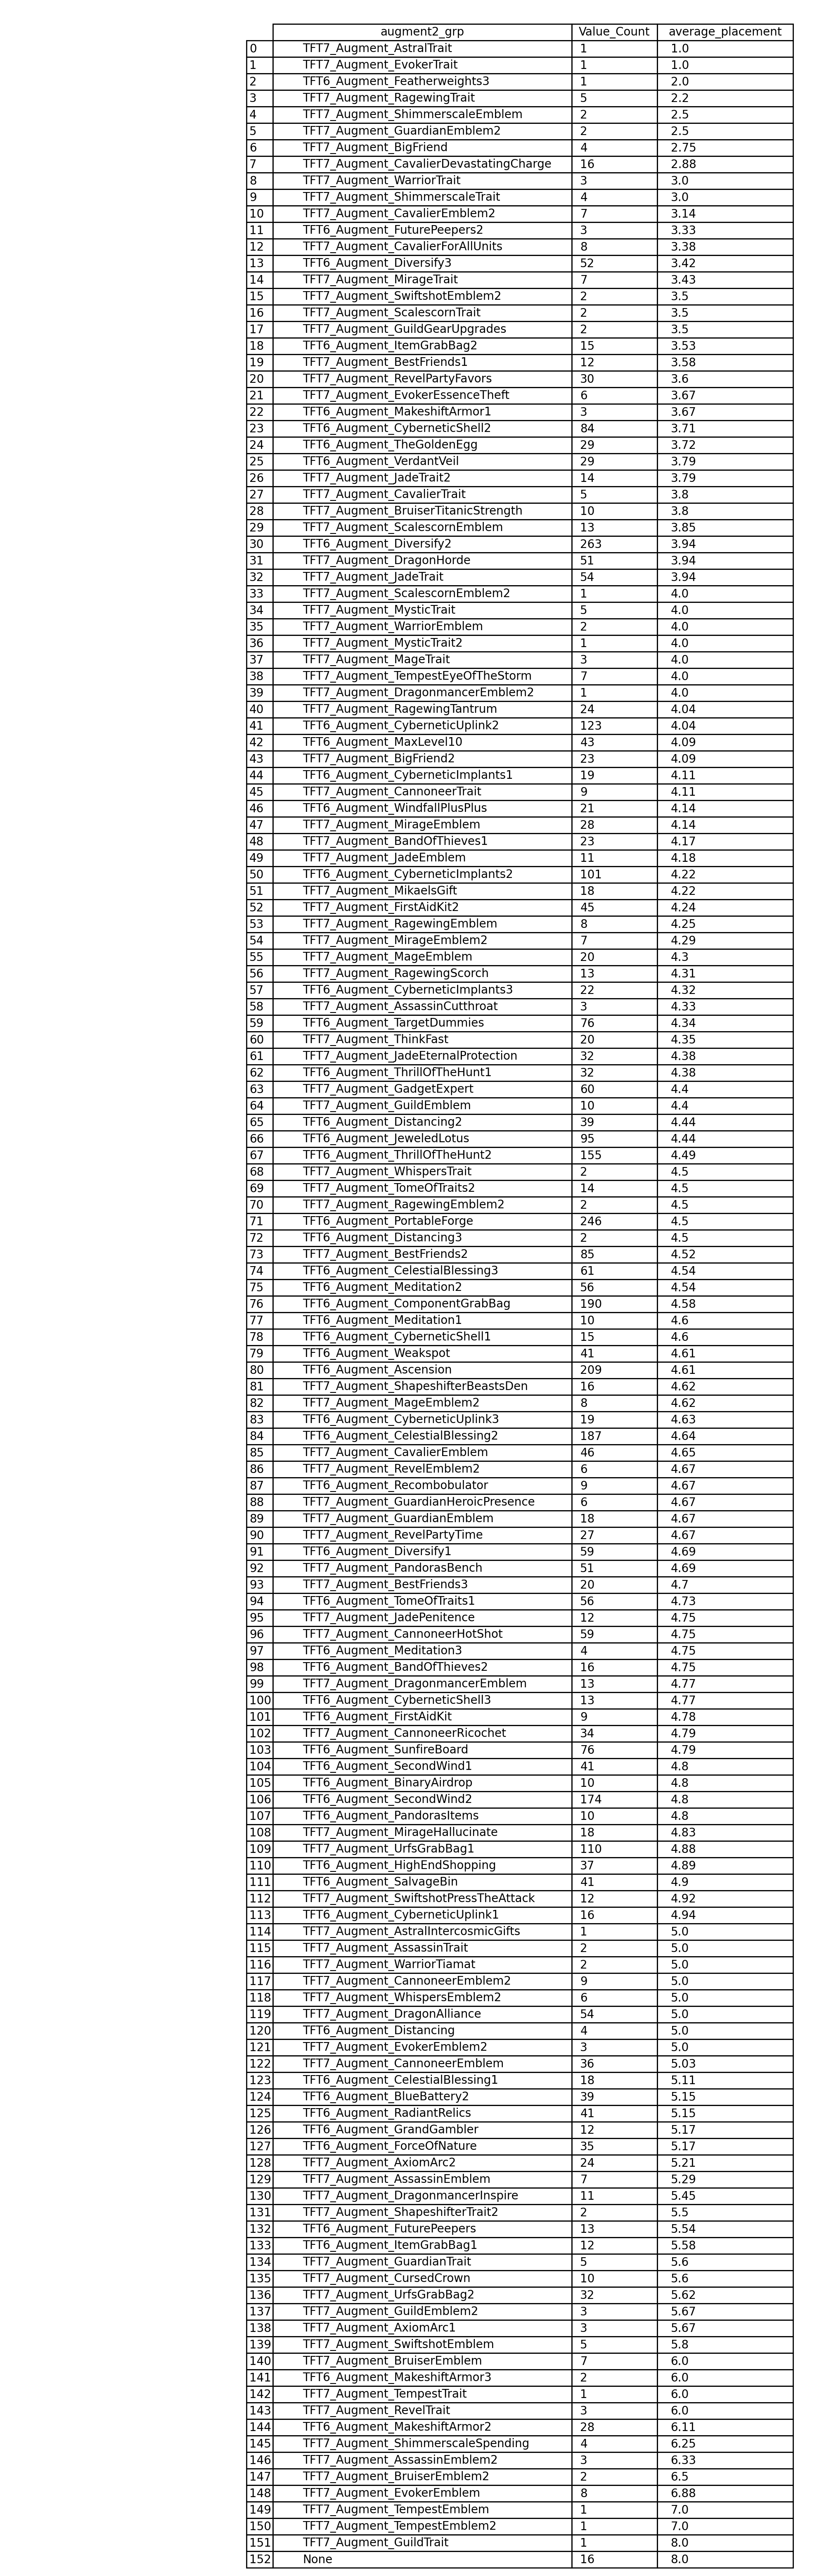 augment2_grp Value_Count average_placement
0 TFT7_Augment_AstralTrait 1 1.0
1 TFT7_Augment_EvokerTrait 1 1.0
2 TFT6_Augment_Featherweights3 1 2.0
3 TFT7_Augment_RagewingTrait 5 2.2
4 TFT7_Augment_ShimmerscaleEmblem 2 2.5
5 TFT7_Augment_GuardianEmblem2 2 2.5
6 TFT7_Augment_BigFriend 4 2.75
7 TFT7_Augment_CavalierDevastatingCharge 16 2.88
8 TFT7_Augment_WarriorTrait 3 3.0
9 TFT7_Augment_ShimmerscaleTrait 4 3.0
10 TFT7_Augment_CavalierEmblem2 7 3.14
11 TFT6_Augment_FuturePeepers2 3 3.33
12 TFT7_Augment_CavalierForAllUnits 8 3.38
13 TFT6_Augment_Diversify3 52 3.42
14 TFT7_Augment_MirageTrait 7 3.43
15 TFT7_Augment_SwiftshotEmblem2 2 3.5
16 TFT7_Augment_ScalescornTrait 2 3.5
17 TFT7_Augment_GuildGearUpgrades 2 3.5
18 TFT6_Augment_ItemGrabBag2 15 3.53
19 TFT7_Augment_BestFriends1 12 3.58
20 TFT7_Augment_RevelPartyFavors 30 3.6
21 TFT7_Augment_EvokerEssenceTheft 6 3.67
22 TFT6_Augment_MakeshiftArmor1 3 3.67
23 TFT6_Augment_CyberneticShell2 84 3.71
24 TFT6_Augment_TheGoldenEgg 29 3.72
25 TFT6_Augment_VerdantVeil 29 3.79
26 TFT7_Augment_JadeTrait2 14 3.79
27 TFT7_Augment_CavalierTrait 5 3.8
28 TFT7_Augment_BruiserTitanicStrength 10 3.8
29 TFT7_Augment_ScalescornEmblem 13 3.85
30 TFT6_Augment_Diversify2 263 3.94
31 TFT7_Augment_DragonHorde 51 3.94
32 TFT7_Augment_JadeTrait 54 3.94
33 TFT7_Augment_ScalescornEmblem2 1 4.0
34 TFT7_Augment_MysticTrait 5 4.0
35 TFT7_Augment_WarriorEmblem 2 4.0
36 TFT7_Augment_MysticTrait2 1 4.0
37 TFT7_Augment_MageTrait 3 4.0
38 TFT7_Augment_TempestEyeOfTheStorm 7 4.0
39 TFT7_Augment_DragonmancerEmblem2 1 4.0
40 TFT7_Augment_RagewingTantrum 24 4.04
41 TFT6_Augment_CyberneticUplink2 123 4.04
42 TFT6_Augment_MaxLevel10 43 4.09
43 TFT7_Augment_BigFriend2 23 4.09
44 TFT6_Augment_CyberneticImplants1 19 4.11
45 TFT7_Augment_CannoneerTrait 9 4.11
46 TFT6_Augment_WindfallPlusPlus 21 4.14
47 TFT7_Augment_MirageEmblem 28 4.14
48 TFT7_Augment_BandOfThieves1 23 4.17
49 TFT7_Augment_JadeEmblem 11 4.18
50 TFT6_Augment_CyberneticImplants2 101 4.22
51 TFT7_Augment_MikaelsGift 18 4.22
52 TFT7_Augment_FirstAidKit2 45 4.24
53 TFT7_Augment_RagewingEmblem 8 4.25
54 TFT7_Augment_MirageEmblem2 7 4.29
55 TFT7_Augment_MageEmblem 20 4.3
56 TFT7_Augment_RagewingScorch 13 4.31
57 TFT6_Augment_CyberneticImplants3 22 4.32
58 TFT7_Augment_AssassinCutthroat 3 4.33
59 TFT6_Augment_TargetDummies 76 4.34
60 TFT7_Augment_ThinkFast 20 4.35
61 TFT7_Augment_JadeEternalProtection 32 4.38
62 TFT6_Augment_ThrillOfTheHunt1 32 4.38
63 TFT7_Augment_GadgetExpert 60 4.4
64 TFT7_Augment_GuildEmblem 10 4.4
65 TFT6_Augment_Distancing2 39 4.44
66 TFT6_Augment_JeweledLotus 95 4.44
67 TFT6_Augment_ThrillOfTheHunt2 155 4.49
68 TFT7_Augment_WhispersTrait 2 4.5
69 TFT7_Augment_TomeOfTraits2 14 4.5
70 TFT7_Augment_RagewingEmblem2 2 4.5
71 TFT6_Augment_PortableForge 246 4.5
72 TFT6_Augment_Distancing3 2 4.5
73 TFT7_Augment_BestFriends2 85 4.52
74 TFT6_Augment_CelestialBlessing3 61 4.54
75 TFT6_Augment_Meditation2 56 4.54
76 TFT6_Augment_ComponentGrabBag 190 4.58
77 TFT6_Augment_Meditation1 10 4.6
78 TFT6_Augment_CyberneticShell1 15 4.6
79 TFT6_Augment_Weakspot 41 4.61
80 TFT6_Augment_Ascension 209 4.61
81 TFT7_Augment_ShapeshifterBeastsDen 16 4.62
82 TFT7_Augment_MageEmblem2 8 4.62
83 TFT6_Augment_CyberneticUplink3 19 4.63
84 TFT6_Augment_CelestialBlessing2 187 4.64
85 TFT7_Augment_CavalierEmblem 46 4.65
86 TFT7_Augment_RevelEmblem2 6 4.67
87 TFT6_Augment_Recombobulator 9 4.67
88 TFT7_Augment_GuardianHeroicPresence 6 4.67
89 TFT7_Augment_GuardianEmblem 18 4.67
90 TFT7_Augment_RevelPartyTime 27 4.67
91 TFT6_Augment_Diversify1 59 4.69
92 TFT7_Augment_PandorasBench 51 4.69
93 TFT7_Augment_BestFriends3 20 4.7
94 TFT6_Augment_TomeOfTraits1 56 4.73
95 TFT7_Augment_JadePenitence 12 4.75
96 TFT7_Augment_CannoneerHotShot 59 4.75
97 TFT6_Augment_Meditation3 4 4.75
98 TFT6_Augment_BandOfThieves2 16 4.75
99 TFT7_Augment_DragonmancerEmblem 13 4.77
100 TFT6_Augment_CyberneticShell3 13 4.77
101 TFT6_Augment_FirstAidKit 9 4.78
102 TFT7_Augment_CannoneerRicochet 34 4.79
103 TFT6_Augment_SunfireBoard 76 4.79
104 TFT6_Augment_SecondWind1 41 4.8
105 TFT6_Augment_BinaryAirdrop 10 4.8
106 TFT6_Augment_SecondWind2 174 4.8
107 TFT6_Augment_PandorasItems 10 4.8
108 TFT7_Augment_MirageHallucinate 18 4.83
109 TFT7_Augment_UrfsGrabBag1 110 4.88
110 TFT6_Augment_HighEndShopping 37 4.89
111 TFT6_Augment_SalvageBin 41 4.9
112 TFT7_Augment_SwiftshotPressTheAttack 12 4.92
113 TFT6_Augment_CyberneticUplink1 16 4.94
114 TFT7_Augment_AstralIntercosmicGifts 1 5.0
115 TFT7_Augment_AssassinTrait 2 5.0
116 TFT7_Augment_WarriorTiamat 2 5.0
117 TFT7_Augment_CannoneerEmblem2 9 5.0
118 TFT7_Augment_WhispersEmblem2 6 5.0
119 TFT7_Augment_DragonAlliance 54 5.0
120 TFT6_Augment_Distancing 4 5.0
121 TFT7_Augment_EvokerEmblem2 3 5.0
122 TFT7_Augment_CannoneerEmblem 36 5.03
123 TFT6_Augment_CelestialBlessing1 18 5.11
124 TFT6_Augment_BlueBattery2 39 5.15
125 TFT6_Augment_RadiantRelics 41 5.15
126 TFT6_Augment_GrandGambler 12 5.17
127 TFT6_Augment_ForceOfNature 35 5.17
128 TFT7_Augment_AxiomArc2 24 5.21
129 TFT7_Augment_AssassinEmblem 7 5.29
130 TFT7_Augment_DragonmancerInspire 11 5.45
131 TFT7_Augment_ShapeshifterTrait2 2 5.5
132 TFT6_Augment_FuturePeepers 13 5.54
133 TFT6_Augment_ItemGrabBag1 12 5.58
134 TFT7_Augment_GuardianTrait 5 5.6
135 TFT7_Augment_CursedCrown 10 5.6
136 TFT7_Augment_UrfsGrabBag2 32 5.62
137 TFT7_Augment_GuildEmblem2 3 5.67
138 TFT7_Augment_AxiomArc1 3 5.67
139 TFT7_Augment_SwiftshotEmblem 5 5.8
140 TFT7_Augment_BruiserEmblem 7 6.0
141 TFT6_Augment_MakeshiftArmor3 2 6.0
142 TFT7_Augment_TempestTrait 1 6.0
143 TFT7_Augment_RevelTrait 3 6.0
144 TFT6_Augment_MakeshiftArmor2 28 6.11
145 TFT7_Augment_ShimmerscaleSpending 4 6.25
146 TFT7_Augment_AssassinEmblem2 3 6.33
147 TFT7_Augment_BruiserEmblem2 2 6.5
148 TFT7_Augment_EvokerEmblem 8 6.88
149 TFT7_Augment_TempestEmblem 1 7.0
150 TFT7_Augment_TempestEmblem2 1 7.0
151 TFT7_Augment_GuildTrait 1 8.0
152 None 16 8.0